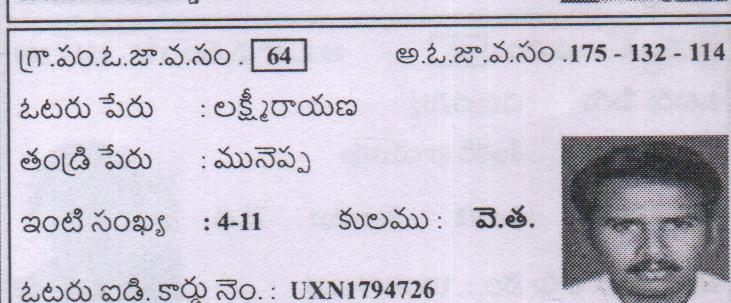 గ్రా.పం.ఓ.జా.వ.సం 64 అ.ఓ.జా.వ.సం .175 - 132 - 114
ఓటరు పేరు : లక్ష్మీరాయణ
తండ్రి పేరు : మునెప్ప
ఇంటి సంఖ్య : 4-11 కులము : వె.త.
ఓటరు ఐడి. కార్డు నెం. : UXN1794726